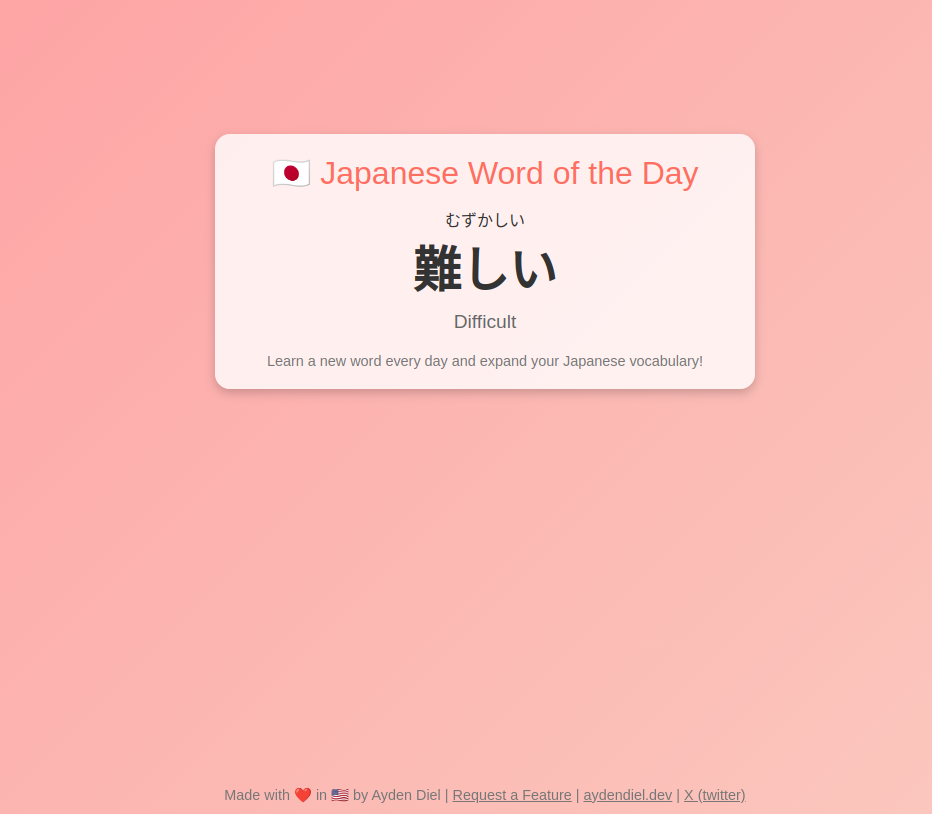 🇯🇵 Japanese Word of the Day
むずかしい
難しい
Difficult
Learn a new word every day and expand your Japanese vocabulary!
Made with ❤️ in 🇺🇸 by Ayden Diel | Request a Feature | aydendiel.dev | X (twitter)